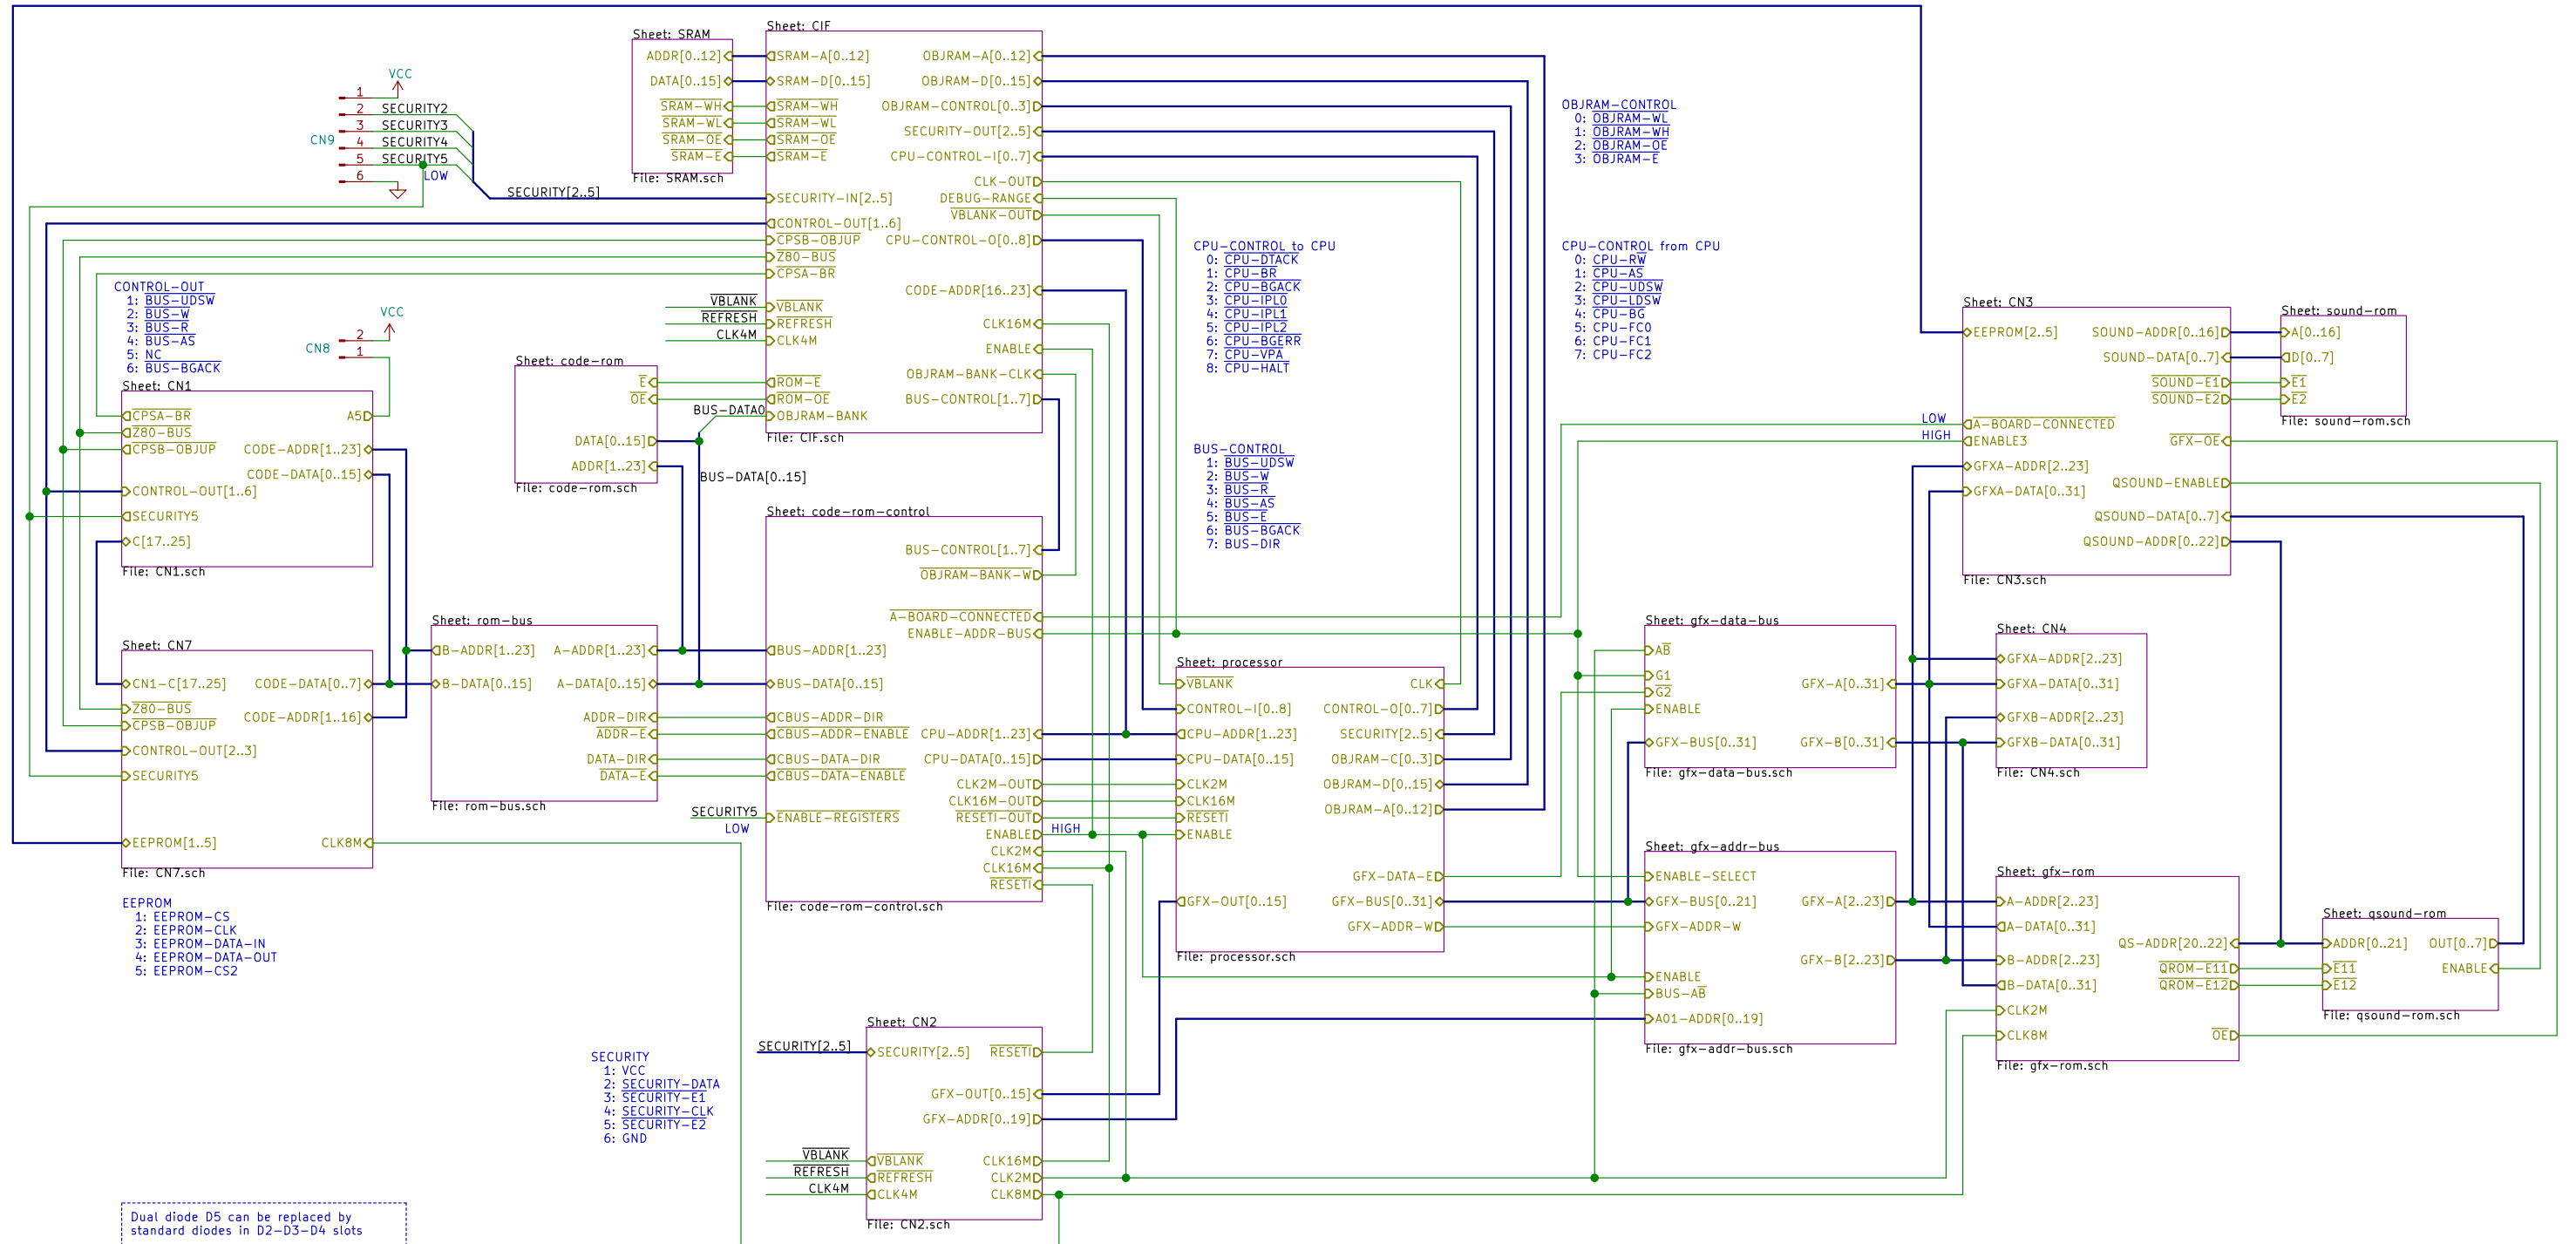 Sheet: SRAM
ADDR[0..12]
DATA[0..15]
SRAM-WH
SRAM-WL
SRAM-OE
SRAM-E
File: SRAM.sch
Sheet: CIF
SRAM-A[0..12]
SRAM-D[0..15]
SRAM-WH
SRAM-WL
SRAM-OE
SRAM-E
SECURITY-IN[2..5]
CONTROL-OUT[1..6]
CPSB-OBJUP
Z80-BUS
CPSA-BR
VBLANK
REFRESH
CLK4M
ROM-E
ROM-OE
OBJRAM-BANK
OBJRAM-A[0..12]
OBJRAM-D[0..15]
OBJRAM-CONTROL[0..3]
SECURITY-OUT[2..5]
CPU-CONTROL-I[0..7]
CLK-OUT
DEBUG-RANGE
VBLANK-OUT
CPU-CONTROL-O[0..8]
CODE-ADDR[16..23]
CLK16M
ENABLE
OBJRAM-BANK-CLK
BUS-CONTROL[1..7]
File: CIF.sch
VBLANK
REFRESH
CLK4M
BUS-DATA0
VCC
CN9
1
2
3
4
5
6
SECURITY2
SECURITY3
SECURITY4
SECURITY5
LOW
SECURITY[2..5]
OBJRAM-CONTROL
0: OBJRAM-WL
1: OBJRAM-WH
2: OBJRAM-OE
3: OBJRAM-E
CPU-CONTROL to CPU
0: CPU-DTACK
1: CPU-BR
2: CPU-BGACK
3: CPU-IPL0
4: CPU-IPL1
5: CPU-IPL2
6: CPU-BGERR
7: CPU-VPA
8: CPU-HALT
CPU-CONTROL from CPU
0: CPU-RW
1: CPU-AS
2: CPU-UDSW
3: CPU-LDSW
4: CPU-BG
5: CPU-FC0
6: CPU-FC1
7: CPU-FC2
BUS-CONTROL
1: BUS-UDSW
2: BUS-W
3: BUS-R
4: BUS-AS
5: BUS-E
6: BUS-BGACK
7: BUS-DIR
CONTROL-OUT
1: BUS-UDSW
2: BUS-W
3: BUS-R
4: BUS-AS
5: NC
6: BUS-BGACK
VCC
CN8
2
1
Sheet: CN1
CPSA-BR
Z80-BUS
CPSB-OBJUP
CONTROL-OUT[1..6]
SECURITY5
C[17..25]
A5
CODE-ADDR[1..23]
CODE-DATA[0..15]
File: CN1.sch
Sheet: code-rom
E
OE
DATA[0..15]
ADDR[1..23]
File: code-rom.sch
BUS-DATA[0..15]
Sheet: CN7
CN1-C[17..25]
Z80-BUS
CPSB-OBJUP
CONTROL-OUT[2..3]
SECURITY5
EEPROM[1..5]
CODE-DATA[0..7]
CODE-ADDR[1..16]
CLK8M
File: CN7.sch
EEPROM
1: EEPROM-CS
2: EEPROM-CLK
3: EEPROM-DATA-IN
4: EEPROM-DATA-OUT
5: EEPROM-CS2
Sheet: rom-bus
B-ADDR[1..23]
B-DATA[0..15]
A-ADDR[1..23]
A-DATA[0..15]
ADDR-DIR
ADDR-E
DATA-DIR
DATA-E
File: rom-bus.sch
SECURITY5
LOW
Sheet: code-rom-control
BUS-ADDR[1..23]
BUS-DATA[0..15]
CBUS-ADDR-DIR
CBUS-ADDR-ENABLE
CBUS-DATA-DIR
CBUS-DATA-ENABLE
ENABLE-REGISTERS
BUS-CONTROL[1..7]
OBJRAM-BANK-W
A-BOARD-CONNECTED
ENABLE-ADDR-BUS
CPU-ADDR[1..23]
CPU-DATA[0..15]
CLK2M-OUT
CLK16M-OUT
RESETI-OUT
ENABLE
CLK2M
CLK16M
RESETI
File: code-rom-control.sch
HIGH
Sheet: processor
VBLANK
CONTROL-I[0..8]
CPU-ADDR[1..23]
CPU-DATA[0..15]
CLK2M
CLK16M
RESETI
ENABLE
GFX-OUT[0..15]
CLK
CONTROL-O[0..7]
SECURITY[2..5]
OBJRAM-C[0..3]
OBJRAM-D[0..15]
OBJRAM-A[0..12]
GFX-DATA-E
GFX-BUS[0..31]
GFX-ADDR-W
File: processor.sch
Sheet: gfx-data-bus
AB
G1
G2
ENABLE
GFX-BUS[0..31]
GFX-A[0..31]
GFX-B[0..31]
File: gfx-data-bus.sch
Sheet: gfx-addr-bus
ENABLE-SELECT
GFX-BUS[0..21]
GFX-ADDR-W
ENABLE
BUS-AB
A01-ADDR[0..19]
GFX-A[2..23]
GFX-B[2..23]
File: gfx-addr-bus.sch
Sheet: CN3
EEPROM[2..5]
LOW
HIGH
A-BOARD-CONNECTED
ENABLE3
GFXA-ADDR[2..23]
GFXA-DATA[0..31]
SOUND-ADDR[0..16]
SOUND-DATA[0..7]
SOUND-E1
SOUND-E2
GFX-OE
QSOUND-ENABLE
QSOUND-DATA[0..7]
QSOUND-ADDR[0..22]
File: CN3.sch
Sheet: sound-rom
A[0..16]
D[0..7]
E1
E2
File: sound-rom.sch
Sheet: CN4
GFXA-ADDR[2..23]
GFXA-DATA[0..31]
GFXB-ADDR[2..23]
GFXB-DATA[0..31]
File: CN4.sch
Sheet: gfx-rom
A-ADDR[2..23]
A-DATA[0..31]
B-ADDR[2..23]
B-DATA[0..31]
CLK2M
CLK8M
QS-ADDR[20..22]
QROM-E11
QROM-E12
OE
File: gfx-rom.sch
Sheet: qsound-rom
ADDR[0..21]
E11
E12
OUT[0..7]
ENABLE
File: qsound-rom.sch
Sheet: CN2
SECURITY[2..5]
SECURITY[2..5]
RESETI
GFX-OUT[0..15]
GFX-ADDR[0..19]
VBLANK
REFRESH
CLK4M
VBLANK
REFRESH
CLK4M
CLK16M
CLK2M
CLK8M
File: CN2.sch
SECURITY
1: VCC
2: SECURITY-DATA
3: SECURITY-E1
4: SECURITY-CLK
5: SECURITY-E2
6: GND
Dual diode D5 can be replaced by
standard diodes in D2-D3-D4 slots